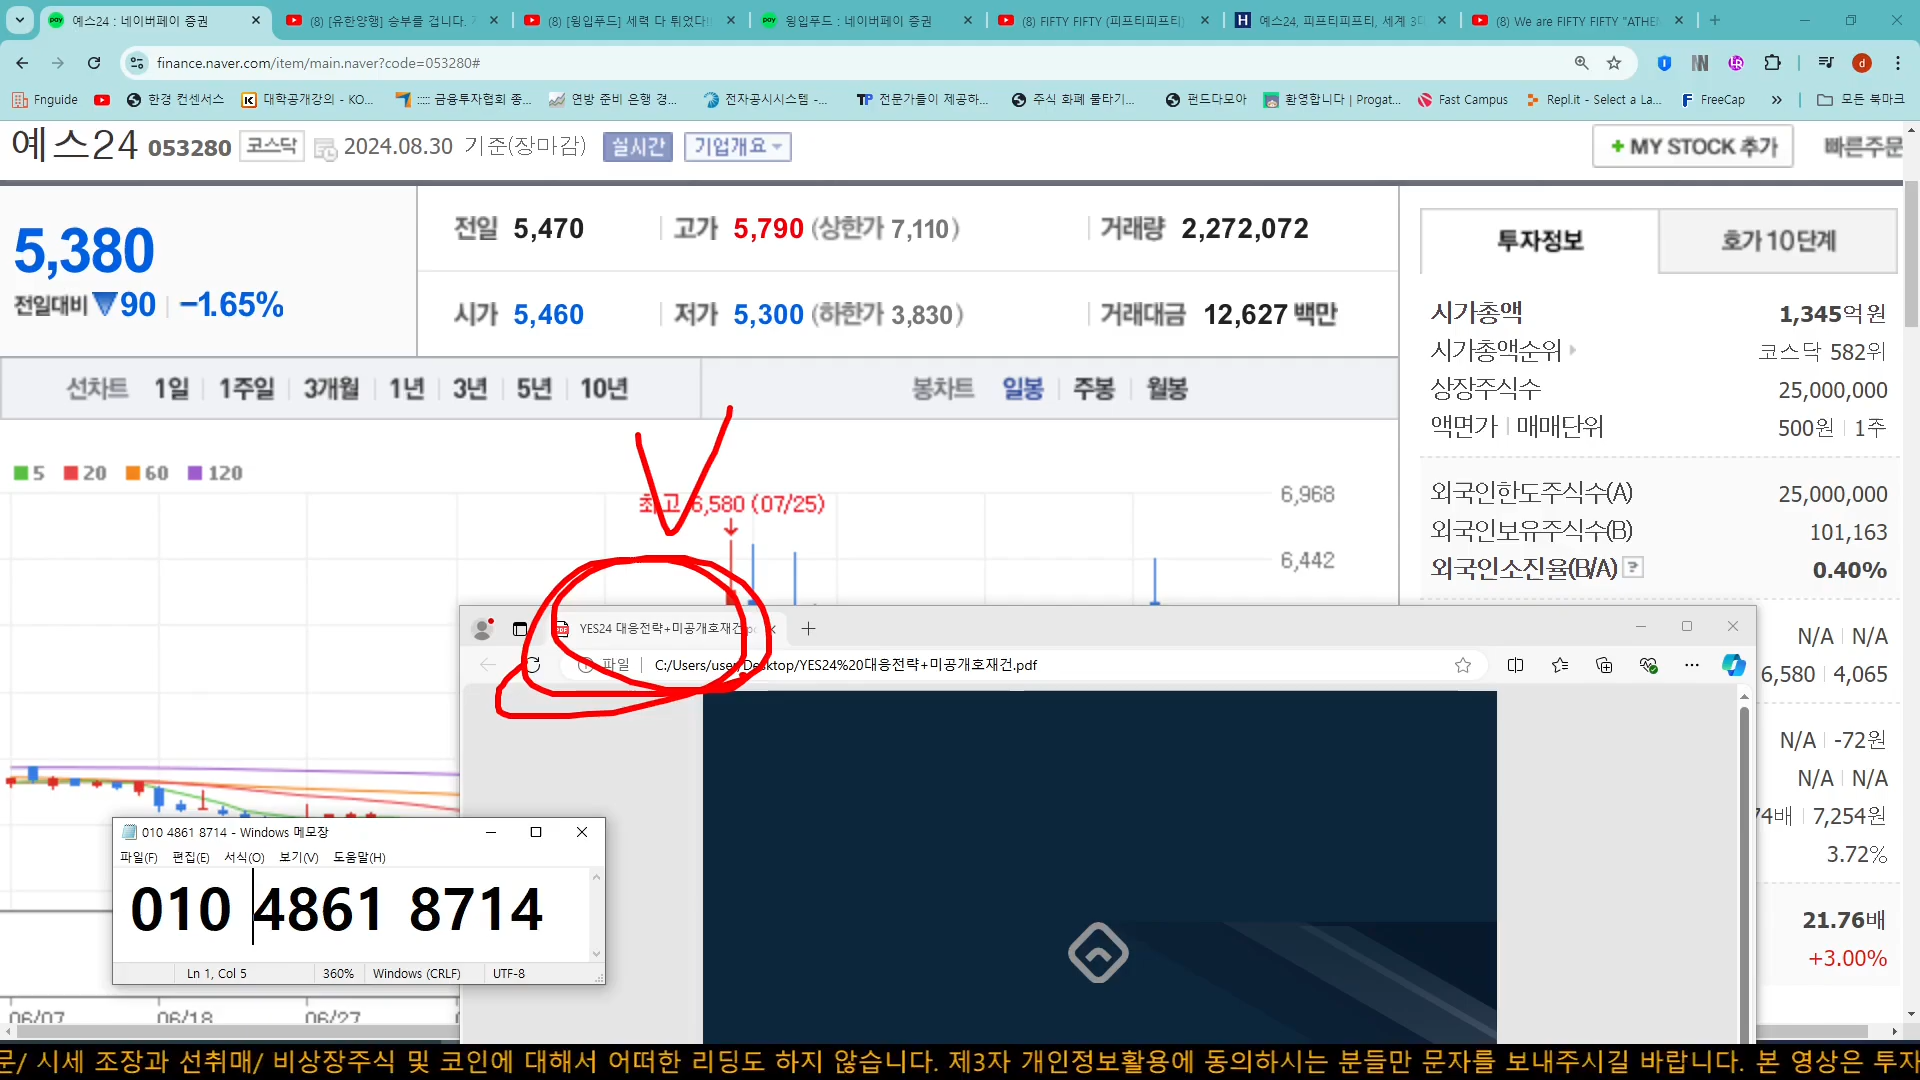 예스24 : 네이버페이 증권
(8) [유한양행] 승부를 겁니다.
(8) [윙입푸드] 세력 다 튀었다
윙입푸드 : 네이버페이 증권
(8) FIFTY FIFTY (피프티피프티)
예스24, 피프티피프티, 세계 3대
(8) We are FIFTY FIFTY "ATHE
finance.naver.com/item/main.naver?code=053280#
d
Fnguide
한경 컨센서스
대학공개강의 - KO...
::::: 금융투자협회 종...
연방 준비 은행 경...
전자공시시스템 -...
전문가들이 제공하...
주식 화폐 물타기...
펀드다모아
환영합니다 | Progat...
Fast Campus
Repl.it - Select a La...
FreeCap
모든 북마크
예스24 053280 코스닥 2024.08.30 기준(장마감) 실시간 기업개요
+ MY STOCK 추가 빠른주문
5,380
전일대비 ▼90 | -1.65%
전일 5,470 고가 5,790 (상한가 7,110) 거래량 2,272,072
시가 5,460 저가 5,300 (하한가 3,830) 거래대금 12,627 백만
선차트 1일 1주일 3개월 1년 3년 5년 10년 봉차트 일봉 주봉 월봉
5 20 60 120
최고 6,580 (07/25)
6,968
6,442
투자정보 호가 10단계
시가총액 1,345억원
시가총액순위 코스닥 582위
상장주식수 25,000,000
액면가 | 매매단위 500원 | 1주
외국인한도주식수(A) 25,000,000
외국인보유주식수(B) 101,163
외국인소진율(B/A) ? 0.40%
N/A | N/A
6,580 | 4,065
N/A | -72원
N/A | N/A
74배 | 7,254원
3.72%
21.76배
+3.00%
YES24 대응전략+미공개호재건.p
파일 | C:/Users/user/Desktop/YES24%20대응전략+미공개호재건.pdf
010 4861 8714 - Windows 메모장
파일(F) 편집(E) 서식(O) 보기(V) 도움말(H)
010 4861 8714
Ln 1, Col 5 360% Windows (CRLF) UTF-8
06/07 06/18 06/27
문/ 시세 조장과 선취매/ 비상장주식 및 코인에 대해서 어떠한 리딩도 하지 않습니다. 제3자 개인정보활용에 동의하시는 분들만 문자를 보내주시길 바랍니다. 본 영상은 투자